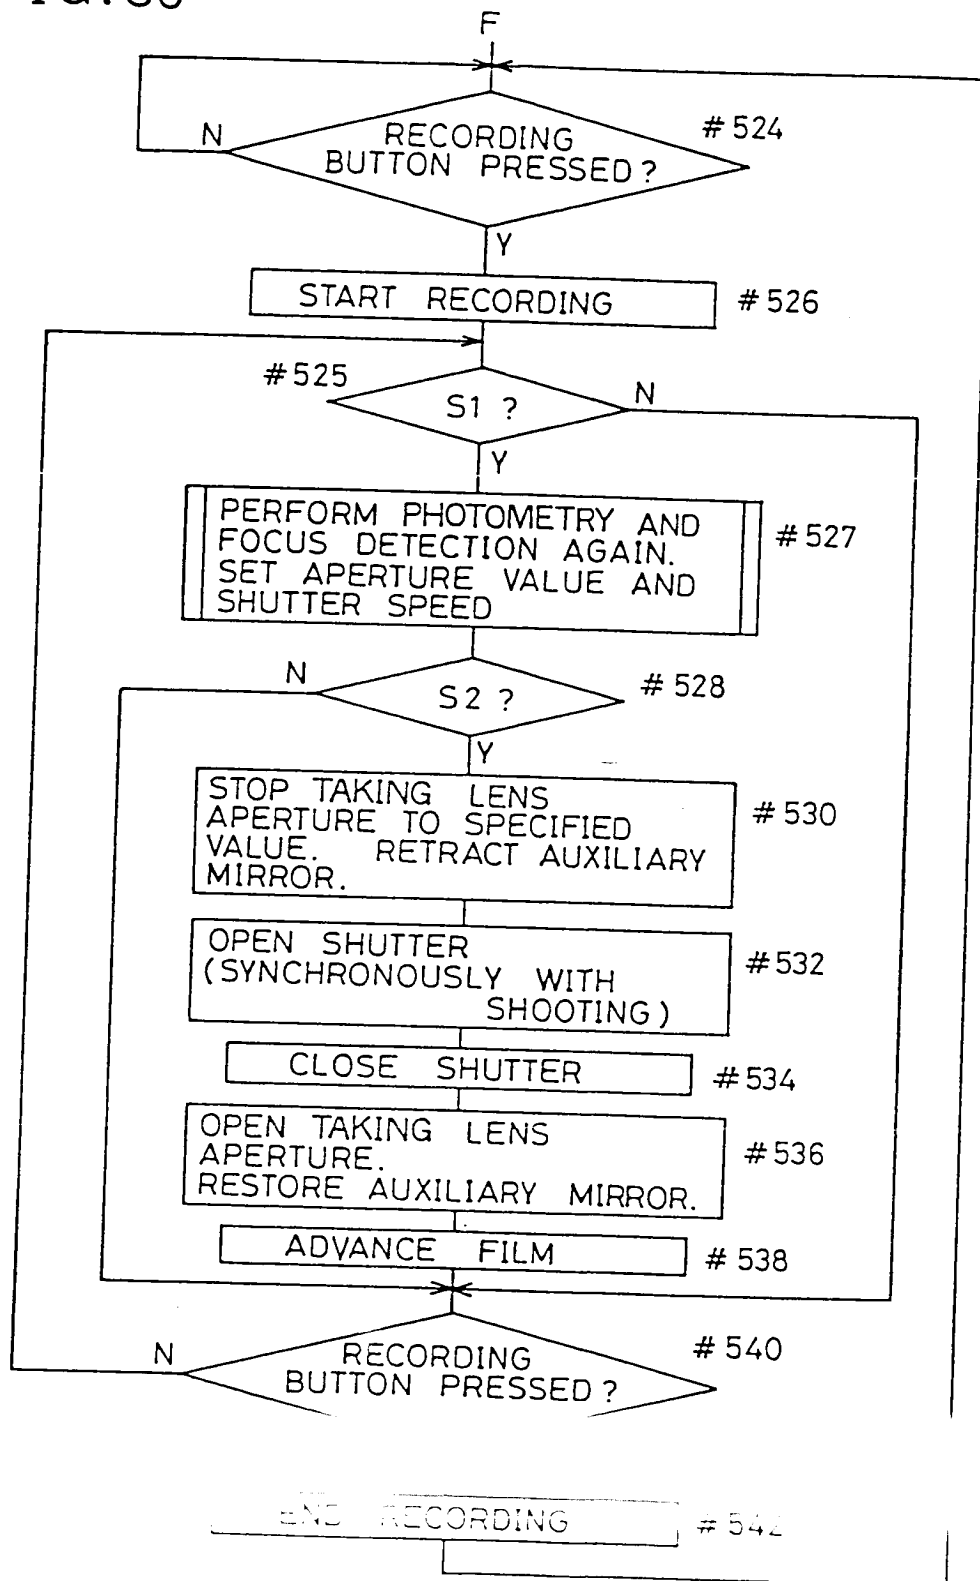 F
RECORDING
BUTTON PRESSED?
#524
N
Y
START RECORDING
#526
#525
S1 ?
N
Y
PERFORM PHOTOMETRY AND
FOCUS DETECTION AGAIN.
SET APERTURE VALUE AND
SHUTTER SPEED
#527
N
S2 ?
#528
Y
STOP TAKING LENS
APERTURE TO SPECIFIED
VALUE. RETRACT AUXILIARY
MIRROR.
#530
OPEN SHUTTER
(SYNCHRONOUSLY WITH
SHOOTING)
#532
CLOSE SHUTTER
#534
OPEN TAKING LENS
APERTURE.
RESTORE AUXILIARY MIRROR.
#536
ADVANCE FILM
#538
N
RECORDING
BUTTON PRESSED?
#540
END RECORDING
#542